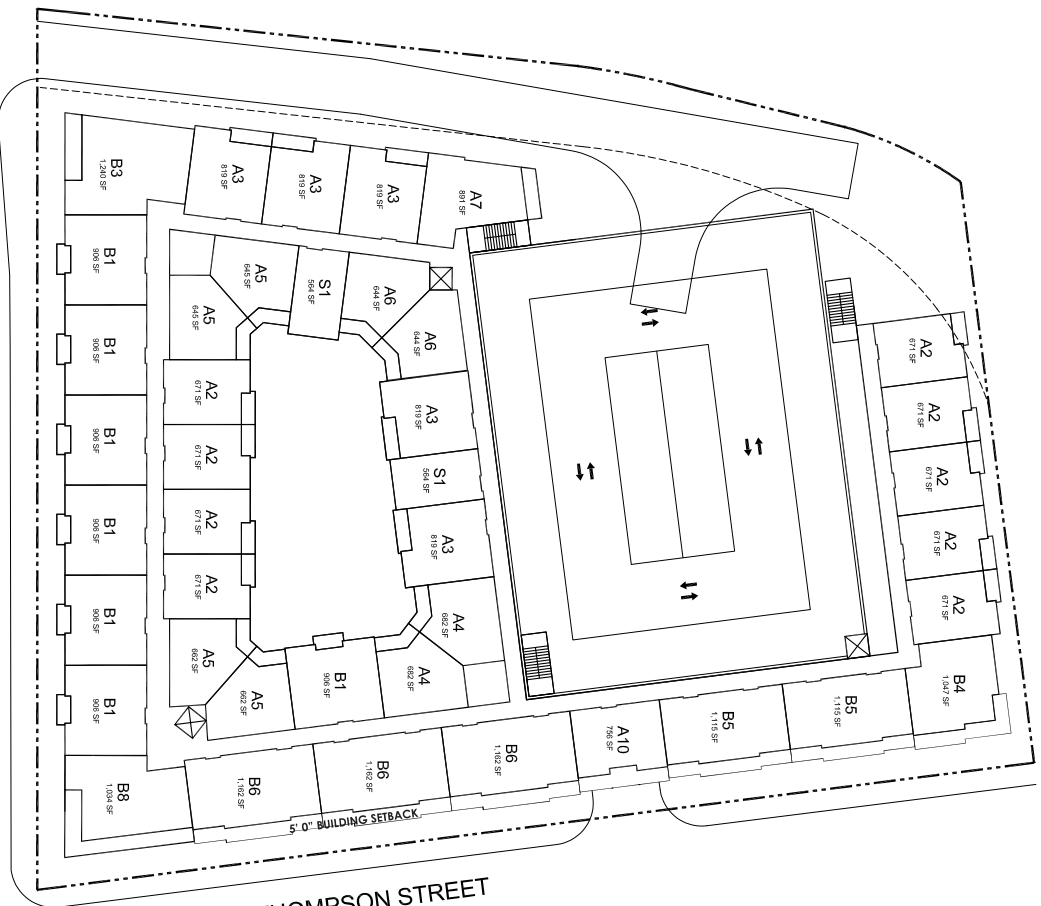 B3
1,240 SF
A3
819 SF
A3
819 SF
A3
819 SF
A7
891 SF
B1
906 SF
B1
906 SF
B1
906 SF
B1
906 SF
B1
906 SF
B1
906 SF
B8
1,034 SF
A5
645 SF
A5
645 SF
S1
564 SF
A6
644 SF
A6
644 SF
A2
671 SF
A2
671 SF
A2
671 SF
A2
671 SF
A3
819 SF
S1
564 SF
A3
819 SF
A4
682 SF
A4
682 SF
B1
906 SF
A5
662 SF
A5
662 SF
A2
671 SF
A2
671 SF
A2
671 SF
A2
671 SF
A2
671 SF
B4
1,047 SF
B5
1,115 SF
B5
1,115 SF
A10
756 SF
B6
1,162 SF
B6
1,162 SF
B6
1,162 SF
5' 0" BUILDING SETBACK
HOMPSON STREET